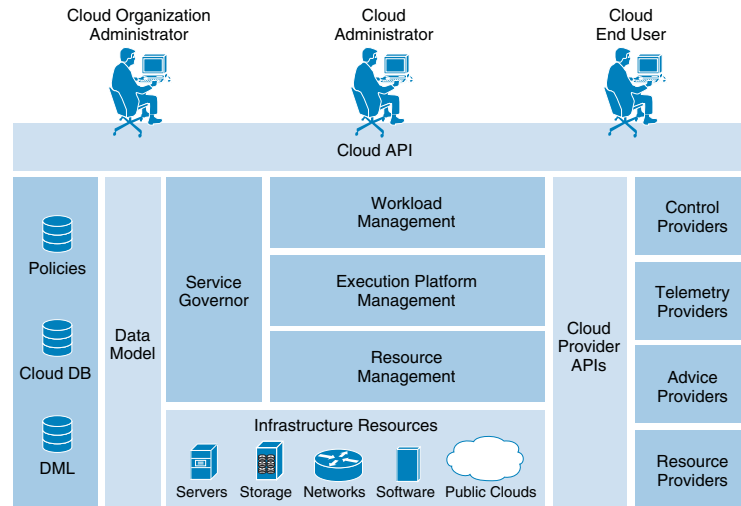 Cloud Organization
Administrator
Cloud
Administrator
Cloud
End User
Cloud API
Policies
Cloud DB
DML
Data
Model
Service
Governor
Workload
Management
Execution Platform
Management
Resource
Management
Infrastructure Resources
Servers
Storage
Networks
Software
Public Clouds
Cloud
Provider
APIs
Control
Providers
Telemetry
Providers
Advice
Providers
Resource
Providers